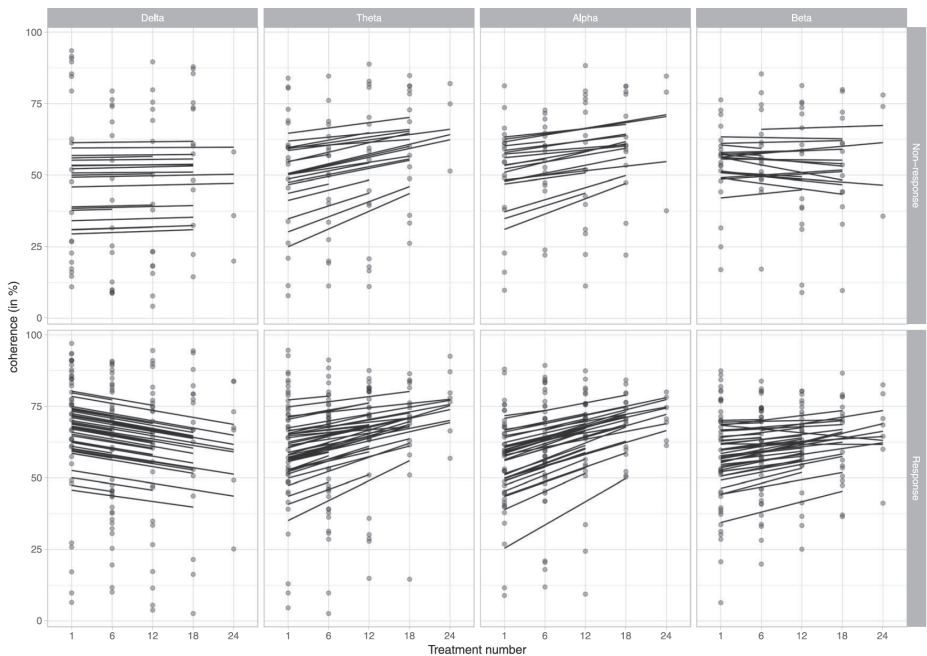 Delta Theta Alpha Beta
100
75
50
25
0
Non−response
100
75
50
25
0
Response
coherence (in %)
1 6 12 18 24 1 6 12 18 24 1 6 12 18 24 1 6 12 18 24
Treatment number